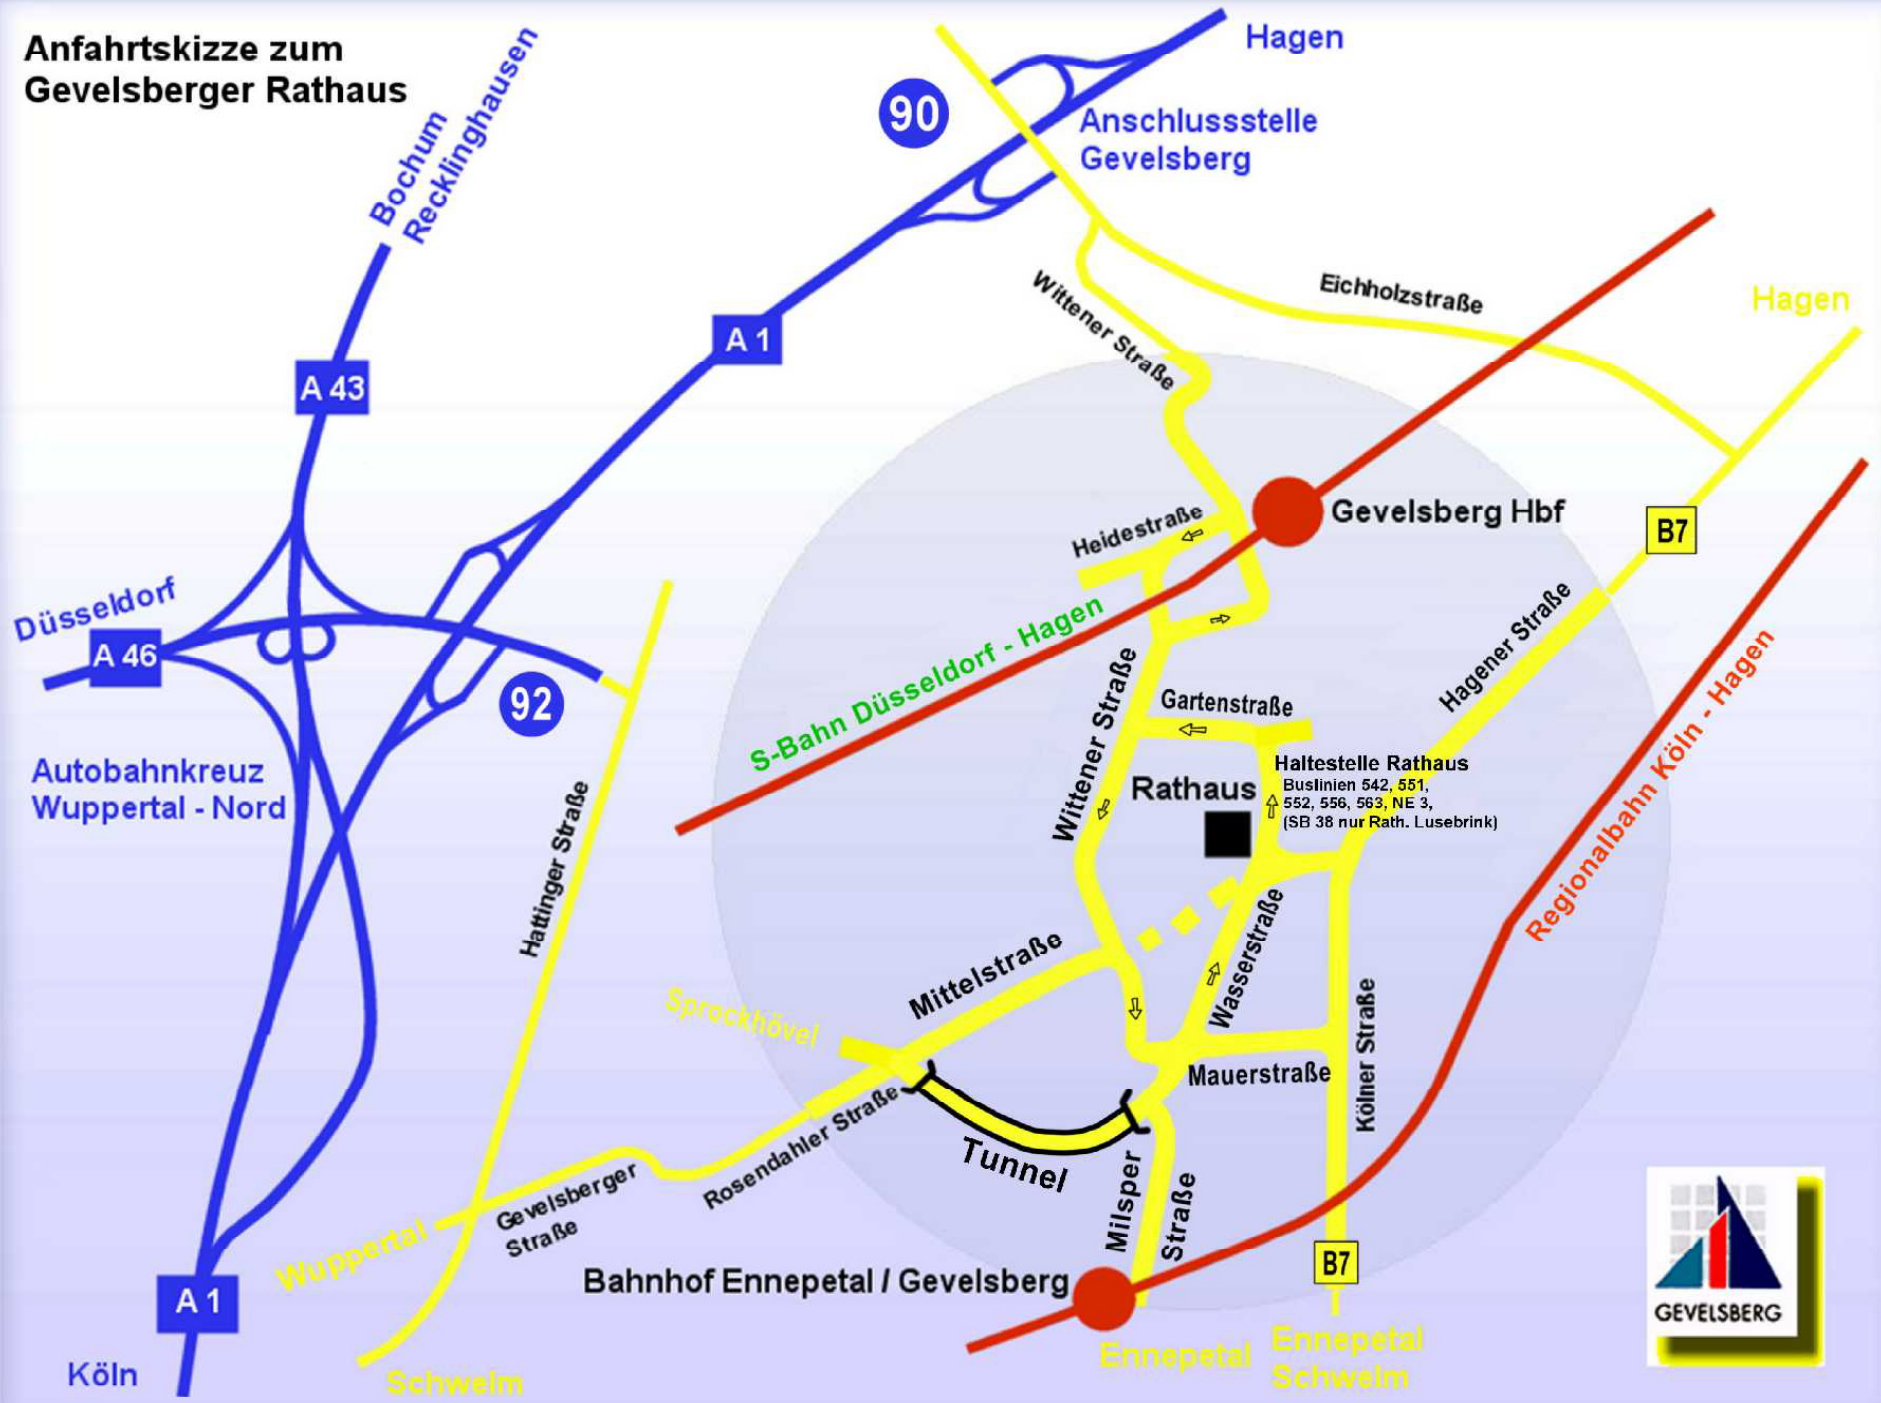 Anfahrtskizze zum
Gevelsberger Rathaus
Bochum
Recklinghausen
Hagen
90
Anschlussstelle
Gevelsberg
A 1
A 43
Wittener Straße
Eichholzstraße
Hagen
Gevelsberg Hbf
B7
Heidestraße
Düsseldorf
A 46
92
S-Bahn Düsseldorf - Hagen
Hagener Straße
Wittener Straße
Gartenstraße
Regionalbahn Köln - Hagen
Autobahnkreuz
Wuppertal - Nord
Haltestelle Rathaus
Buslinien 542, 551,
552, 556, 563, NE 3,
(SB 38 nur Rath. Lusebrink)
Rathaus
Hattinger Straße
Mittelstraße
Wasserstraße
Sprockhövel
Kölner Straße
Mauerstraße
Rosendahler Straße
Tunnel
Gevelsberger
Straße
Wuppertal
Milsper
Straße
Bahnhof Ennepetal / Gevelsberg
B7
A 1
GEVELSBERG
Köln
Schwelm
Ennepetal
Ennepetal
Schwelm